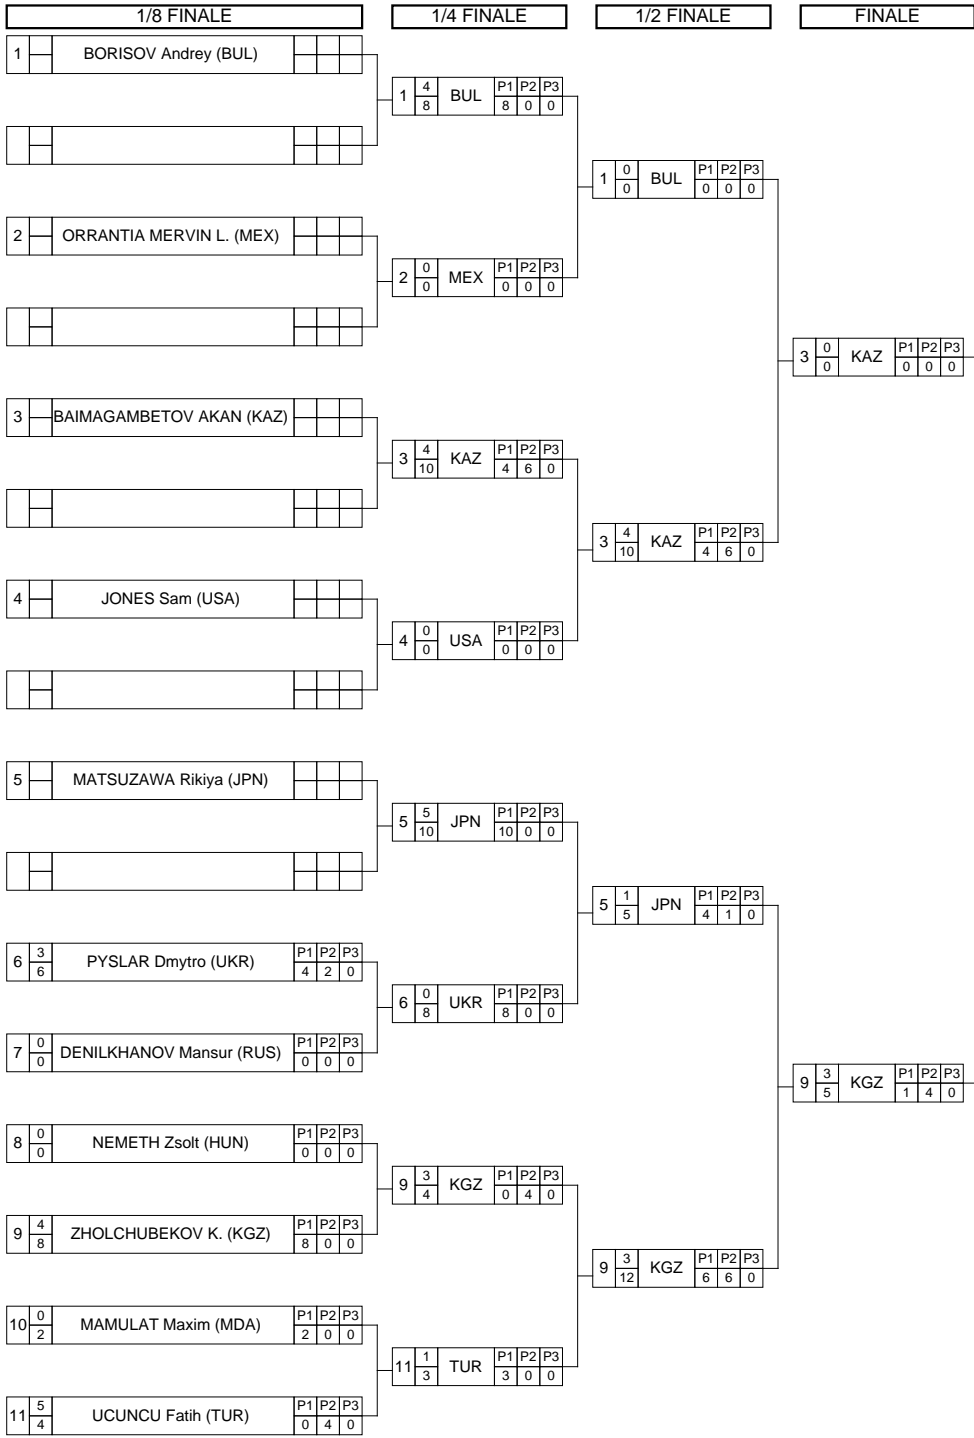 1/8 FINALE 1/4 FINALE 1/2 FINALE FINALE
1 BORISOV Andrey (BUL)
1 4 8 BUL P1 P2 P3 8 0 0
1 0 0 BUL P1 P2 P3 0 0 0
2 ORRANTIA MERVIN L. (MEX)
2 0 0 MEX P1 P2 P3 0 0 0
3 0 0 KAZ P1 P2 P3 0 0 0
3 BAIMAGAMBETOV AKAN (KAZ)
3 4 10 KAZ P1 P2 P3 4 6 0
3 4 10 KAZ P1 P2 P3 4 6 0
4 JONES Sam (USA)
4 0 0 USA P1 P2 P3 0 0 0
5 MATSUZAWA Rikiya (JPN)
5 5 10 JPN P1 P2 P3 10 0 0
5 1 5 JPN P1 P2 P3 4 1 0
6 3 6 PYSLAR Dmytro (UKR) P1 P2 P3 4 2 0
6 0 8 UKR P1 P2 P3 8 0 0
7 0 0 DENILKHANOV Mansur (RUS) P1 P2 P3 0 0 0
9 3 5 KGZ P1 P2 P3 1 4 0
8 0 0 NEMETH Zsolt (HUN) P1 P2 P3 0 0 0
9 3 4 KGZ P1 P2 P3 0 4 0
9 4 8 ZHOLCHUBEKOV K. (KGZ) P1 P2 P3 8 0 0
9 3 12 KGZ P1 P2 P3 6 6 0
10 0 2 MAMULAT Maxim (MDA) P1 P2 P3 2 0 0
11 1 3 TUR P1 P2 P3 3 0 0
11 5 4 UCUNCU Fatih (TUR) P1 P2 P3 0 4 0